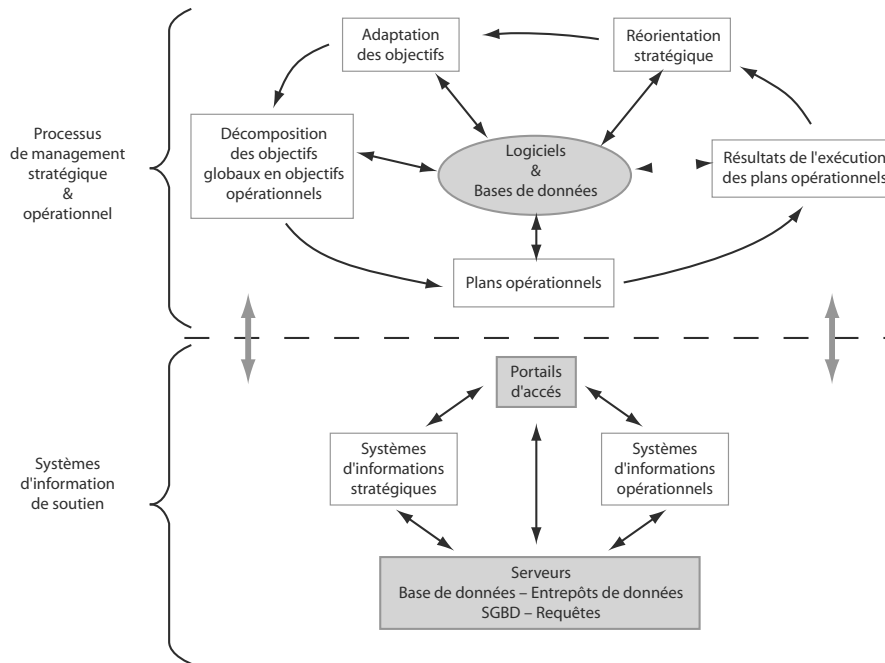 Adaptation
des objectifs
Réorientation
stratégique
Processus
de management
stratégique
&
opérationnel
Décomposition
des objectifs
globaux en objectifs
opérationnels
Logiciels
&
Bases de données
Résultats de l'exécution
des plans opérationnels
Plans opérationnels
Portails
d'accés
Systèmes
d'informations
stratégiques
Systèmes
d'informations
opérationnels
Systèmes
d'information
de soutien
Serveurs
Base de données – Entrepôts de données
SGBD – Requêtes